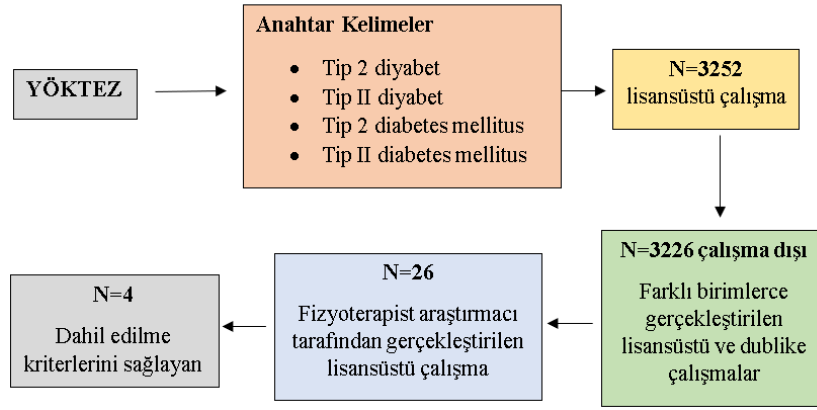 YÖKTEZ
Anahtar Kelimeler
• Tip 2 diyabet
• Tip II diyabet
• Tip 2 diabetes mellitus
• Tip II diabetes mellitus
N=3252
lisansüstü çalışma
N=3226 çalışma dışı
Farklı birimlerce
gerçekleştirilen
lisansüstü ve dublike
çalışmalar
N=26
Fizyoterapist araştırmacı
tarafından gerçekleştirilen
lisansüstü çalışma
N=4
Dahil edilme
kriterlerini sağlayan